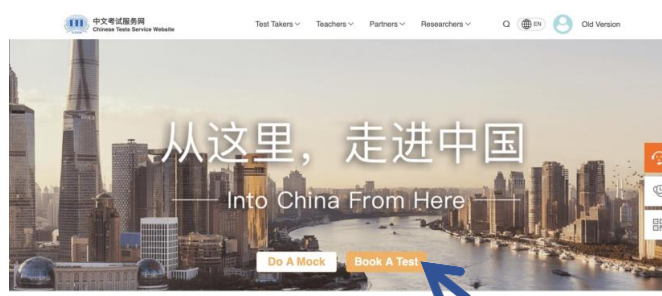 中文考试服务网
Chinese Tests Service Website
Test Takers
Teachers
Partners
Researchers
EN
Old Version
从这里，走进中国
Into China From Here
Do A Mock
Book A Test